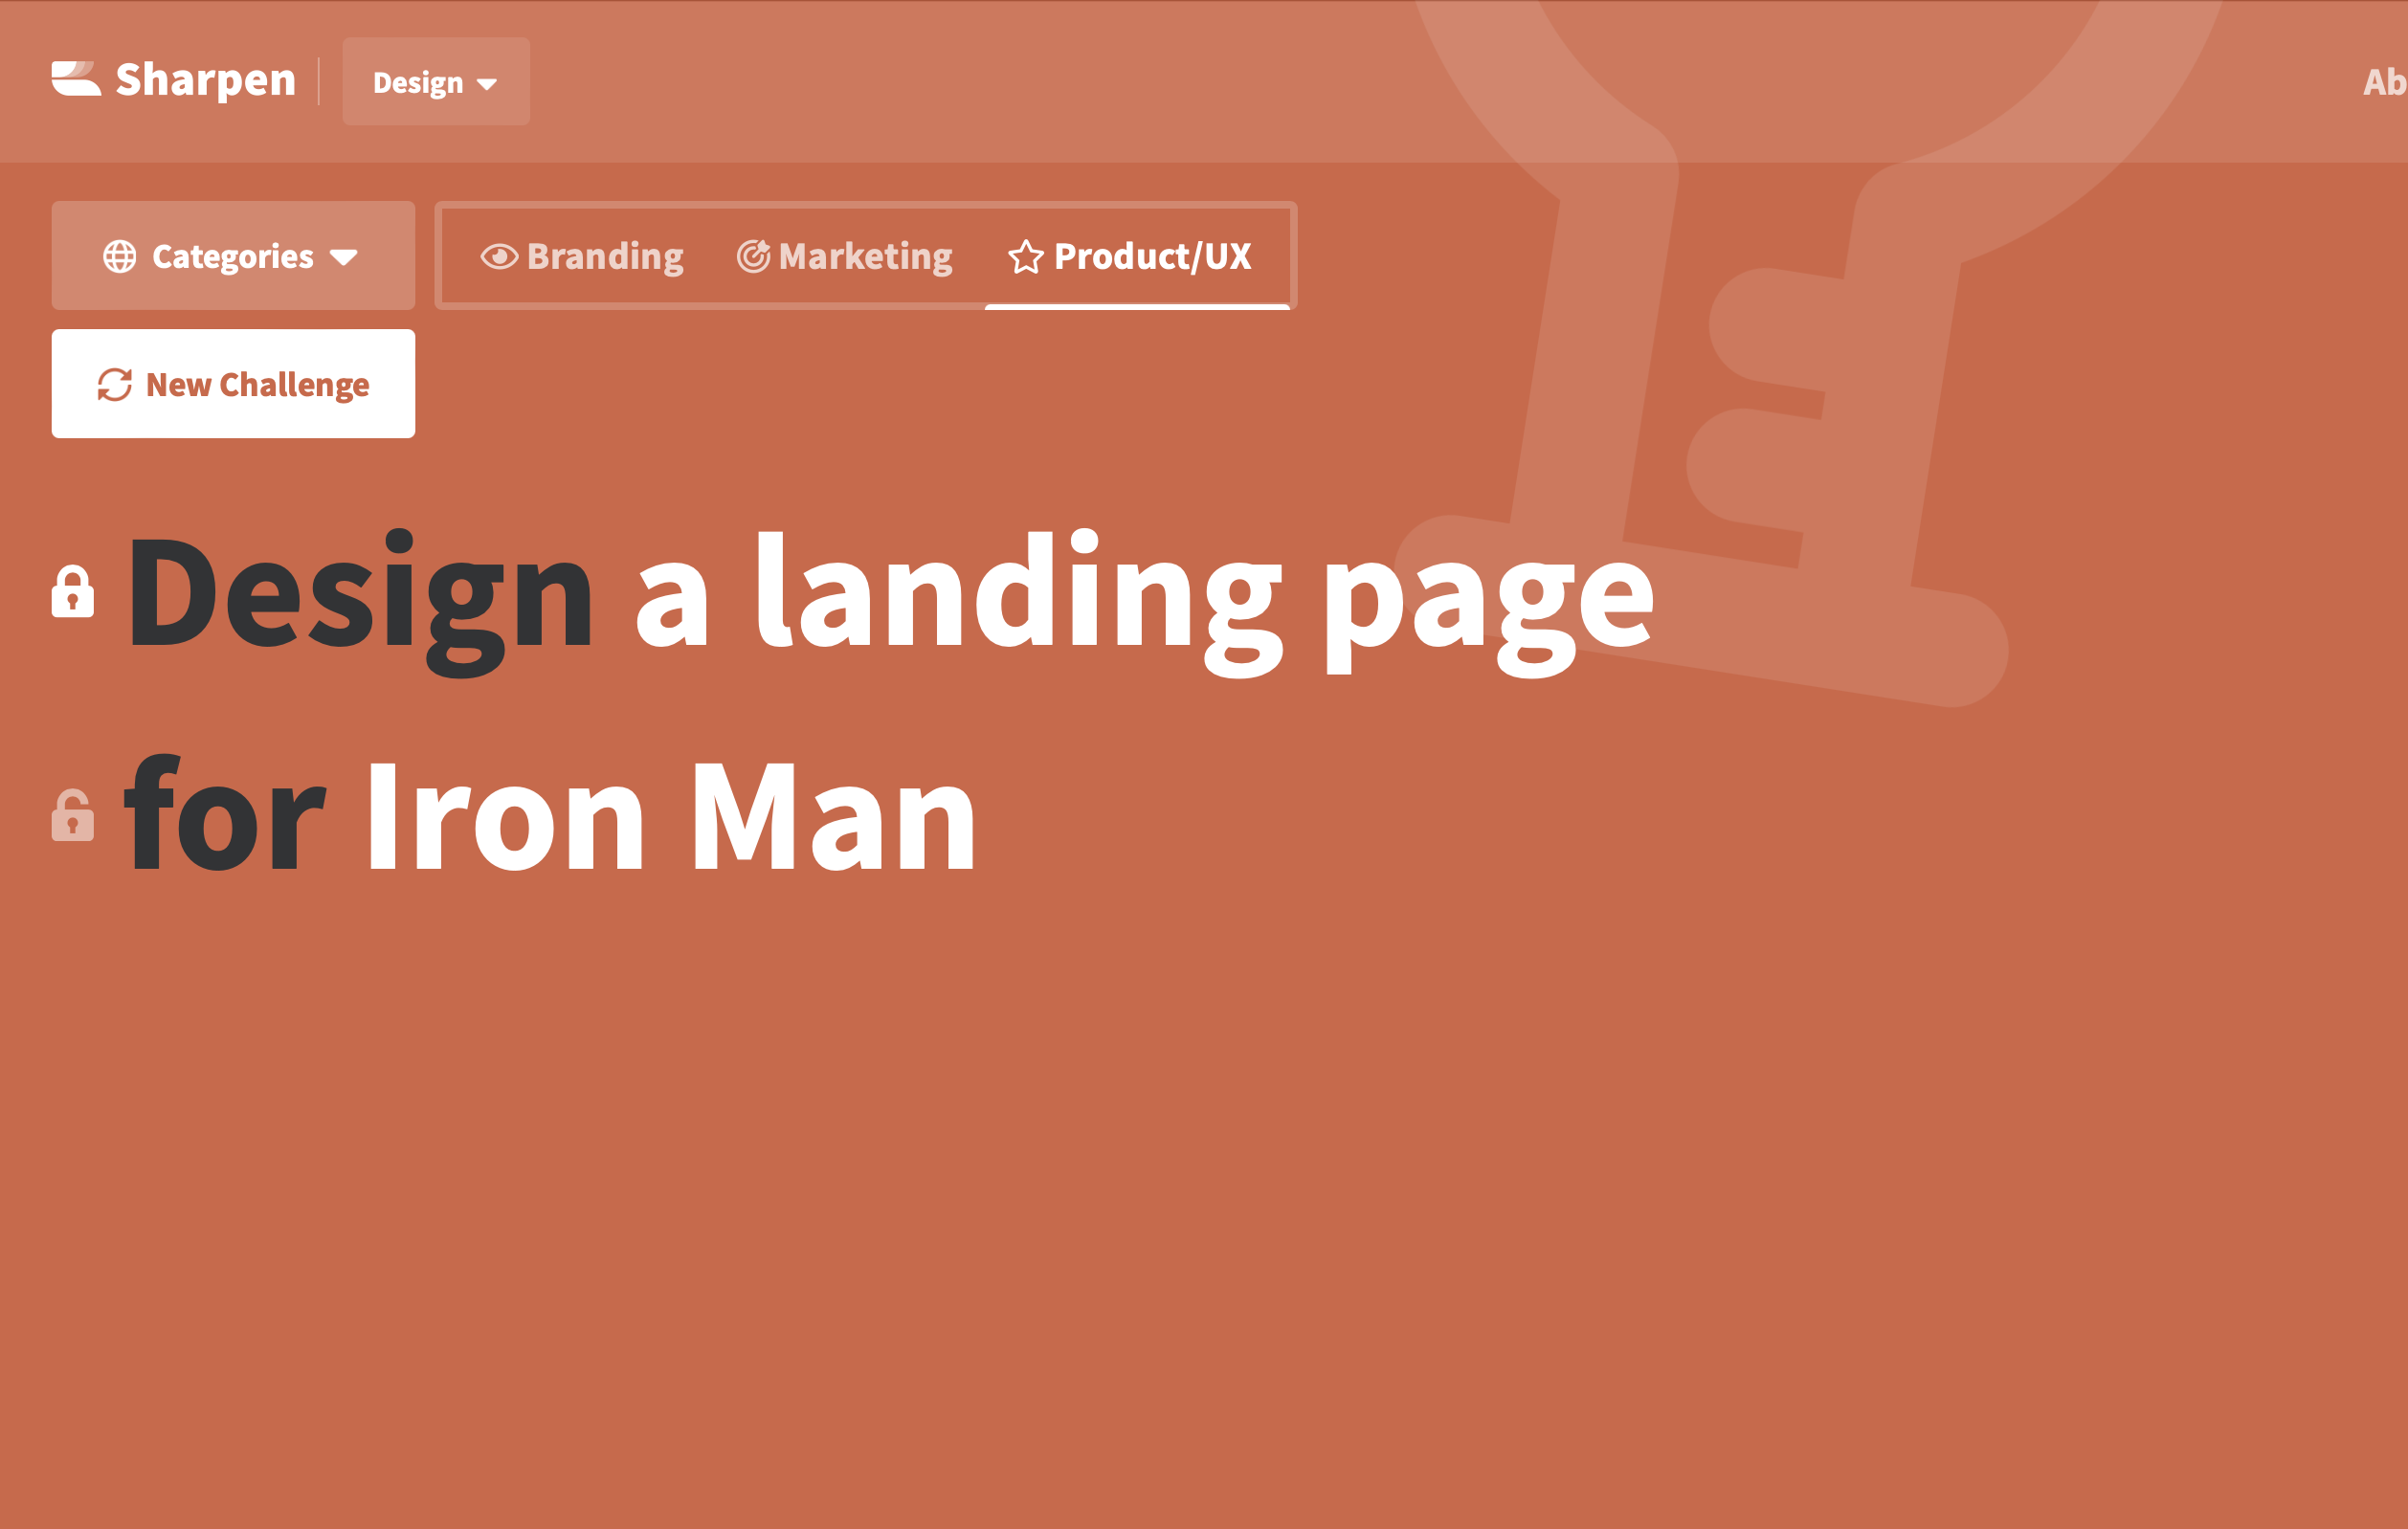 Sharpen Design Ab
Categories Branding Marketing Product/UX
New Challenge
Design a landing page
for Iron Man